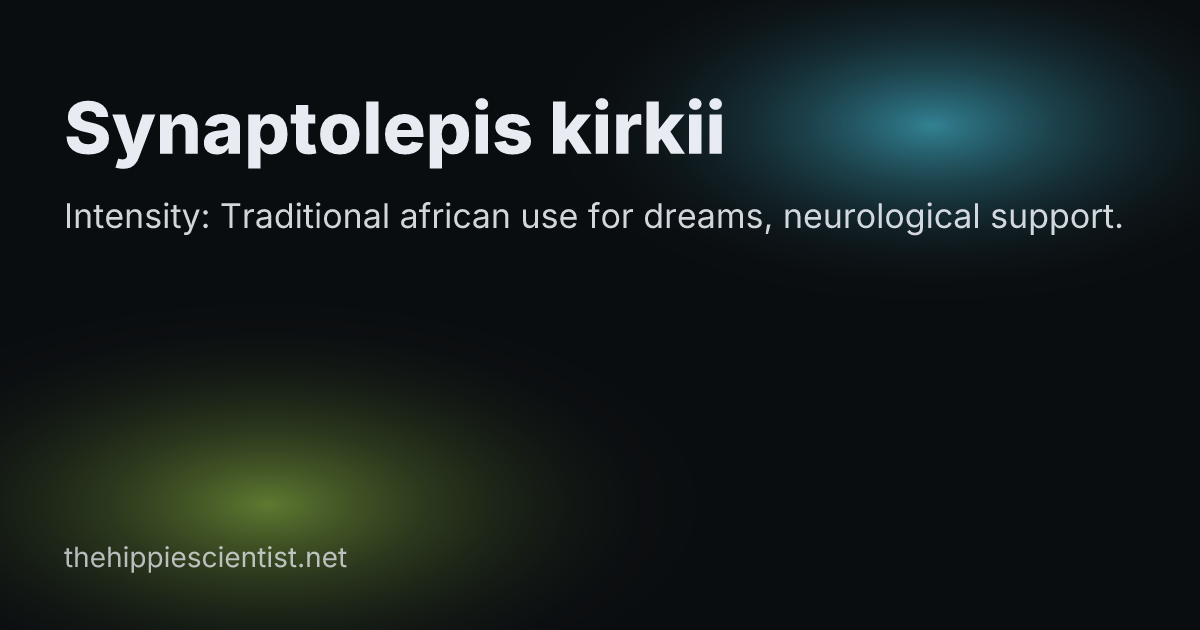 Synaptolepis kirkii
Intensity: Traditional african use for dreams, neurological support.
thehippiescientist.net